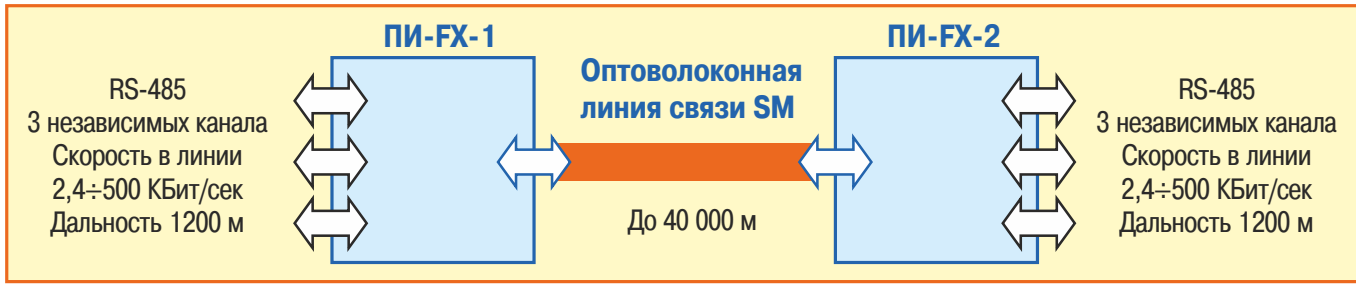 ПИ-FX-1
ПИ-FX-2
RS-485
3 независимых канала
Скорость в линии
2,4÷500 КБит/сек
Дальность 1200 м
Оптоволоконная
линия связи SM
До 40 000 м
RS-485
3 независимых канала
Скорость в линии
2,4÷500 КБит/сек
Дальность 1200 м